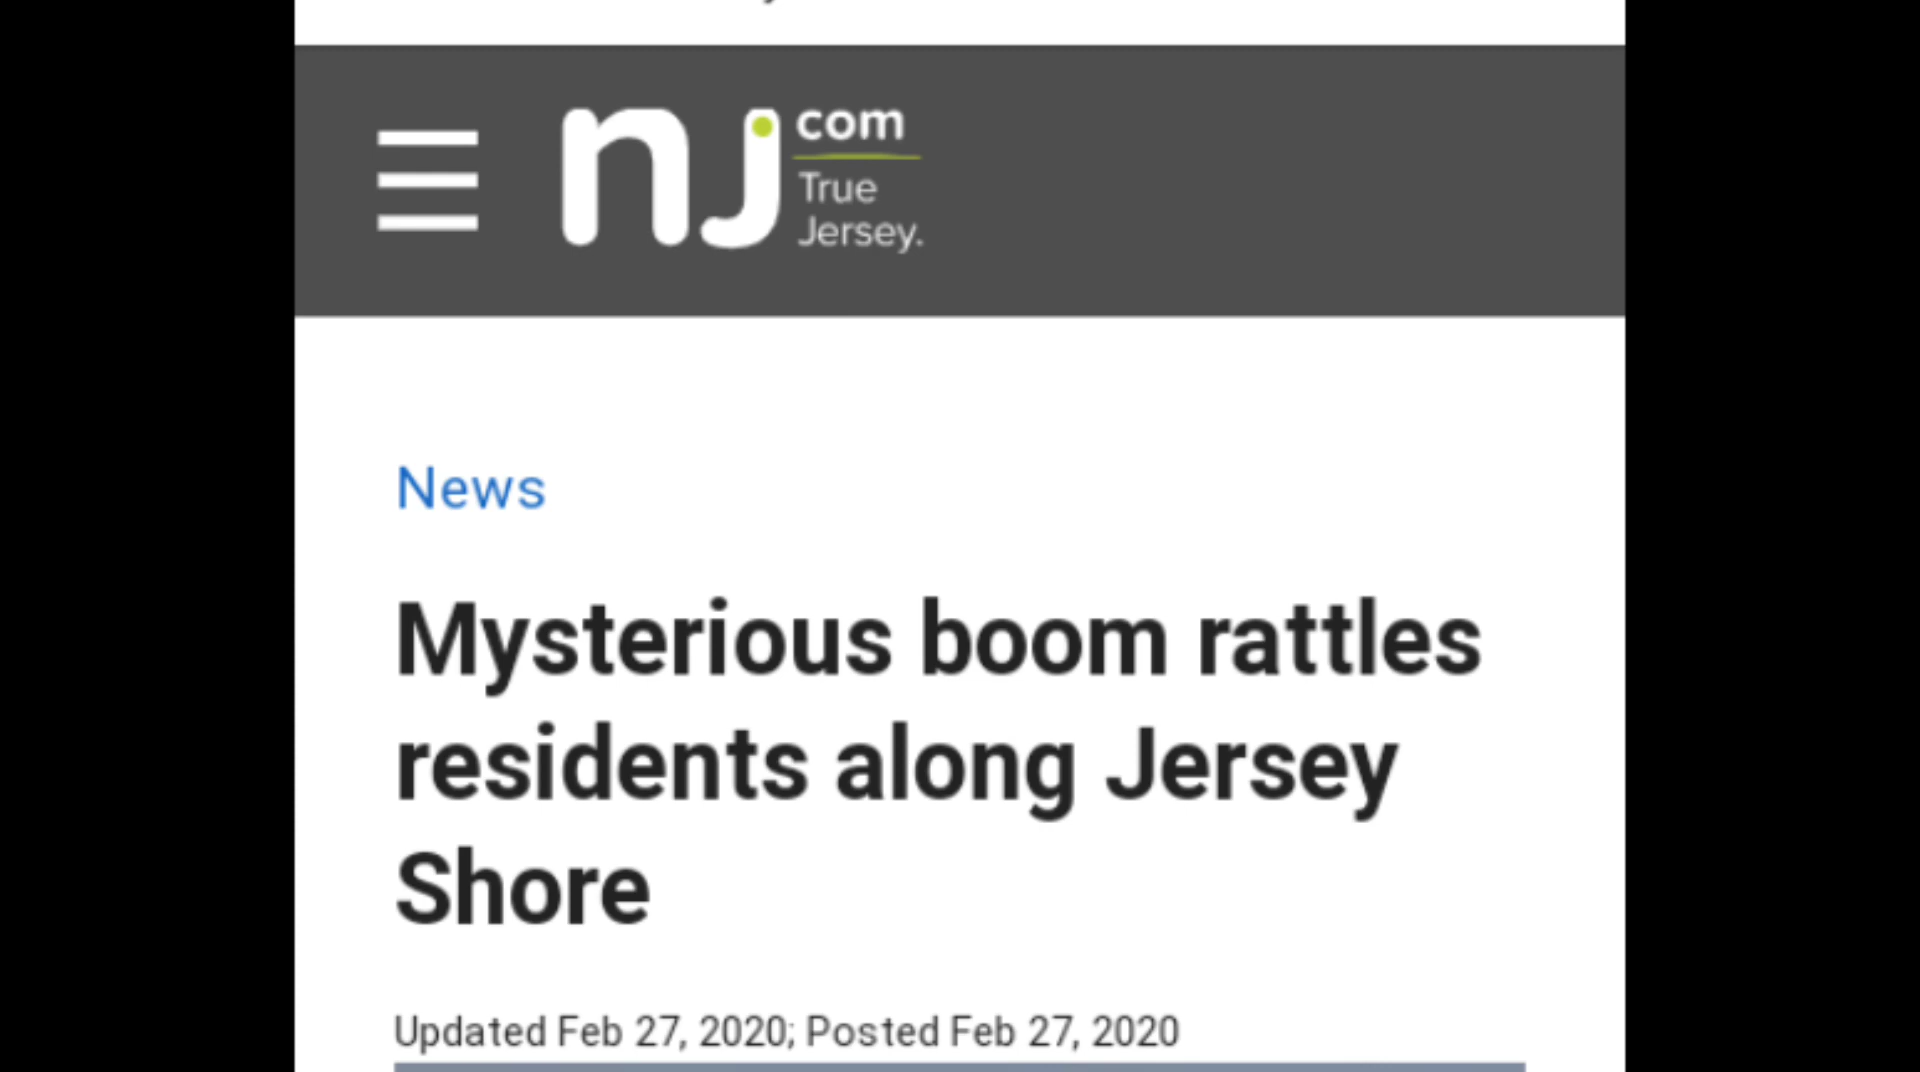 nj
com
True
Jersey.
News
Mysterious boom rattles
residents along Jersey
Shore
Updated Feb 27, 2020; Posted Feb 27, 2020